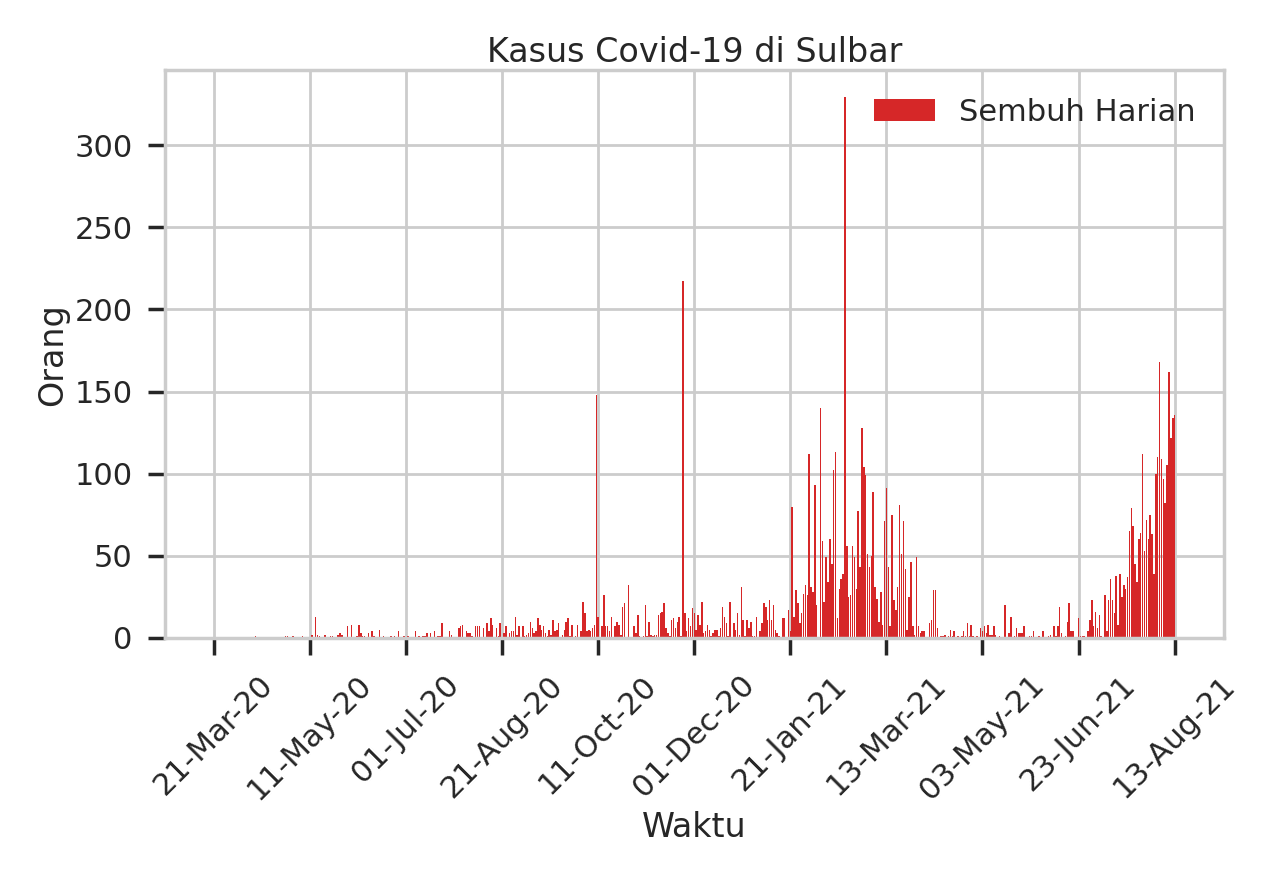 Kasus Covid-19 di Sulbar
Sembuh Harian
Orang
300
250
200
150
100
50
0
21-Mar-20
11-May-20
01-Jul-20
21-Aug-20
11-Oct-20
01-Dec-20
21-Jan-21
13-Mar-21
03-May-21
23-Jun-21
13-Aug-21
Waktu